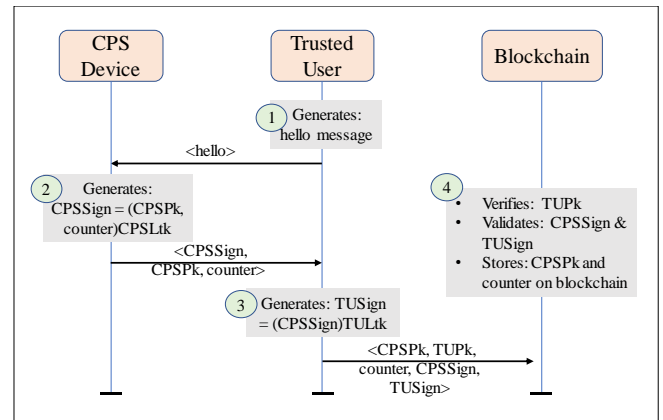 CPS
Device
Trusted
User
Blockchain
1
Generates:
hello message
<hello>
2
Generates:
CPSSign = (CPSPk,
counter)CPSLtk
<CPSSign,
CPSPk, counter>
3
Generates: TUSign
= (CPSSign)TULtk
<CPSPk, TUPk,
counter, CPSSign,
TUSign>
4
• Verifies: TUPk
• Validates: CPSSign &
TUSign
• Stores: CPSPk and
counter on blockchain